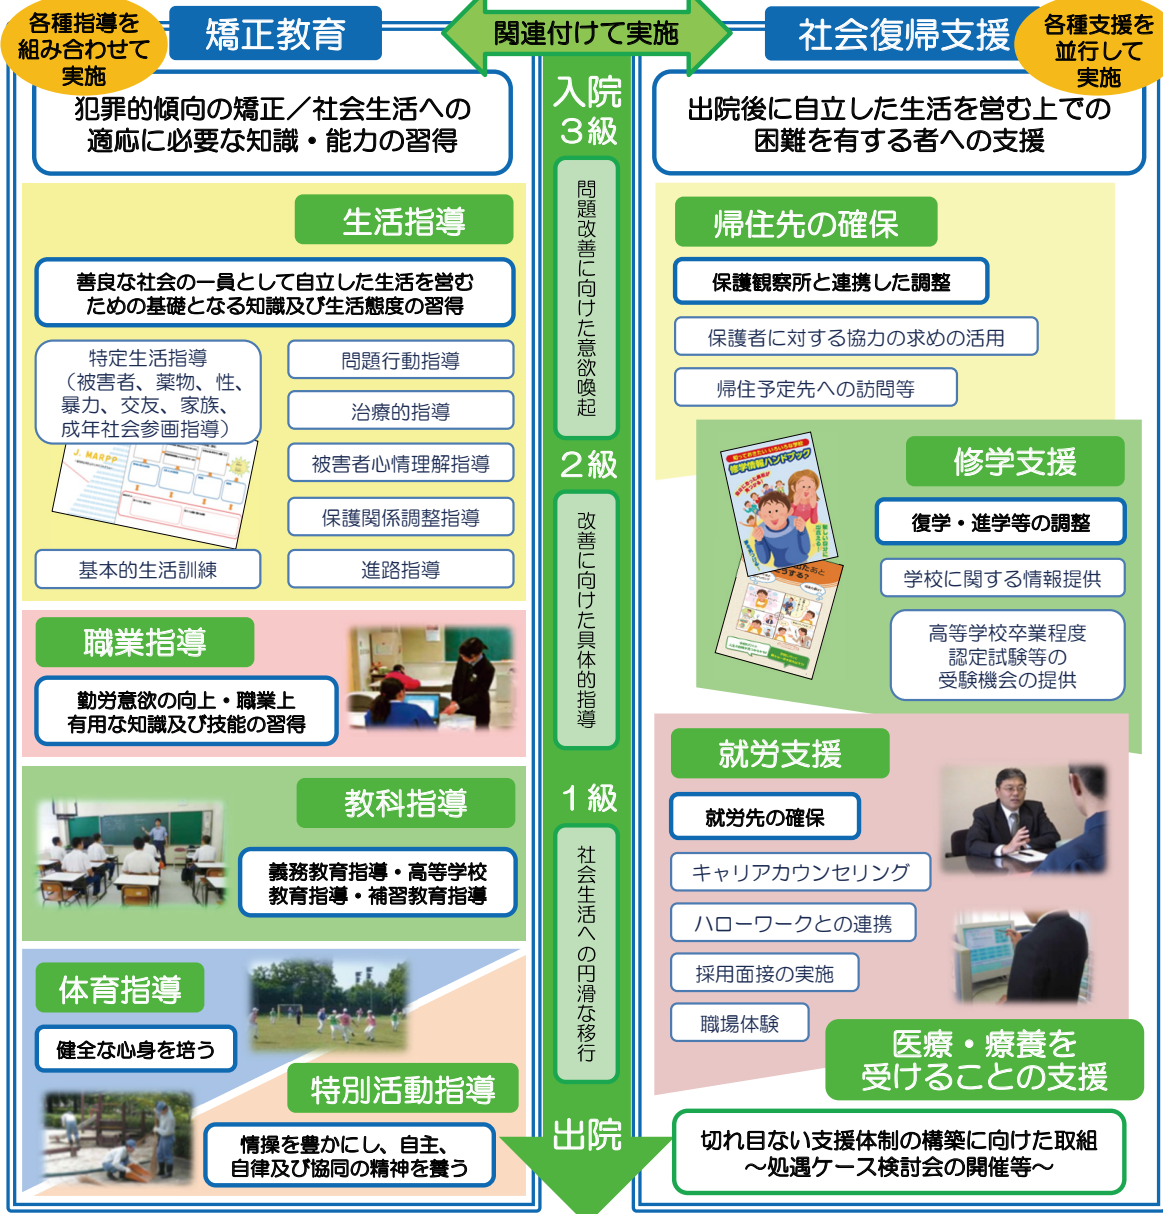 各種指導を
組み合わせて
実施
矯正教育
関連付けて実施
社会復帰支援
各種支援を
並行して
実施
犯罪的傾向の矯正／社会生活への
適応に必要な知識・能力の習得
生活指導
善良な社会の一員として自立した生活を営む
ための基礎となる知識及び生活態度の習得
特定生活指導
（被害者、薬物、性、
暴力、交友、家族、
成年社会参画指導）
J. MARPP
基本的生活訓練
問題行動指導
治療的指導
被害者心情理解指導
保護関係調整指導
進路指導
職業指導
勤労意欲の向上・職業上
有用な知識及び技能の習得
教科指導
義務教育指導・高等学校
教育指導・補習教育指導
体育指導
健全な心身を培う
特別活動指導
情操を豊かにし、自主、
自律及び協同の精神を養う
入院
3級
問題改善に向けた意欲喚起
2級
改善に向けた具体的指導
1級
社会生活への円滑な移行
出院
出院後に自立した生活を営む上での
困難を有する者への支援
帰住先の確保
保護観察所と連携した調整
保護者に対する協力の求めの活用
帰住予定先への訪問等
知っておきたい いろいろな学校
修学情報ハンドブック
修学支援
復学・進学等の調整
学校に関する情報提供
高等学校卒業程度
認定試験等の
受験機会の提供
就労支援
就労先の確保
キャリアカウンセリング
ハローワークとの連携
採用面接の実施
職場体験
医療・療養を
受けることの支援
切れ目ない支援体制の構築に向けた取組
～処遇ケース検討会の開催等～